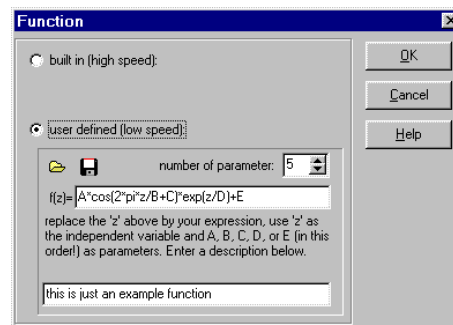 Function
built in (high speed):
OK
Cancel
user defined (low speed):
Help
number of parameter: 5
f(z)= A*cos(2*pi*z/B+C)*exp(z/D)+E
replace the 'z' above by your expression, use 'z' as
the independent variable and A, B, C, D, or E (in this
order!) as parameters. Enter a description below.
this is just an example function